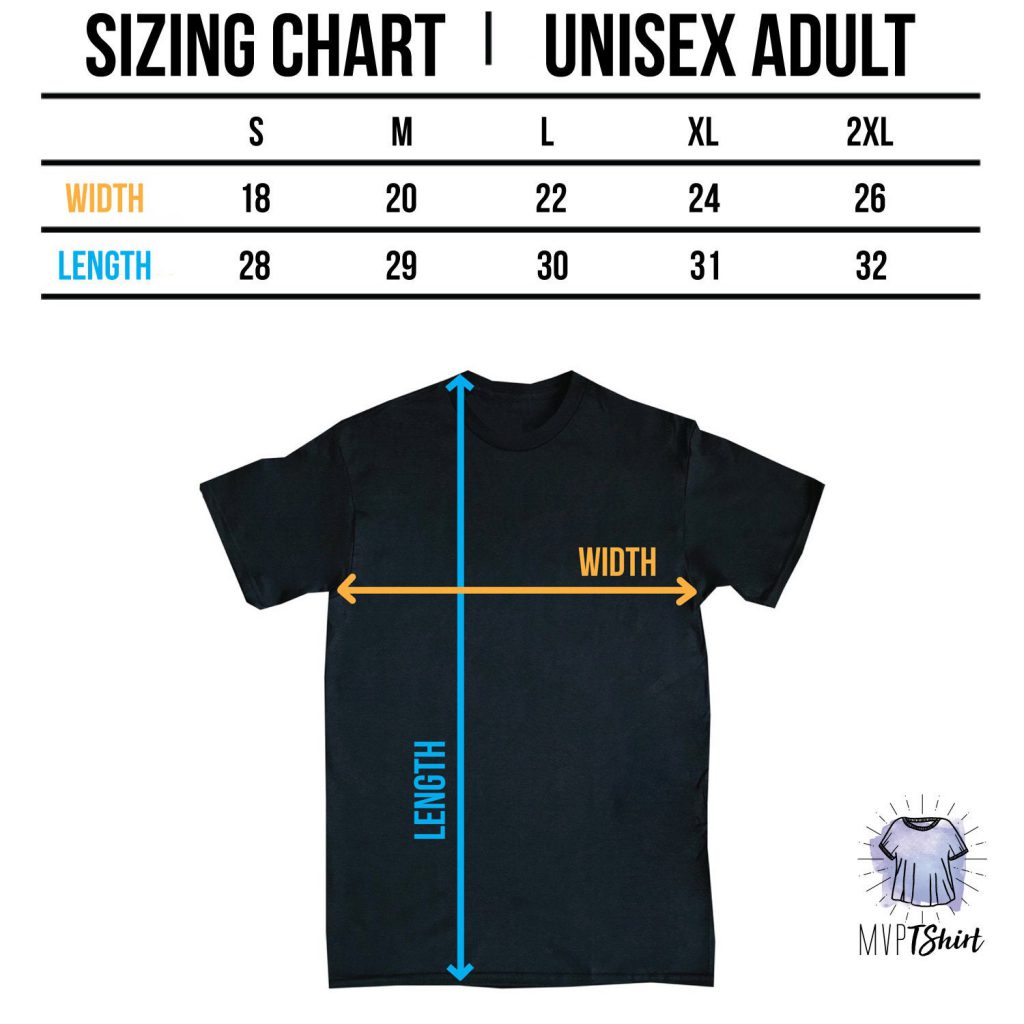 SIZING CHART | UNISEX ADULT
S M L XL 2XL
WIDTH 18 20 22 24 26
LENGTH 28 29 30 31 32
WIDTH
LENGTH
MVPTShirt